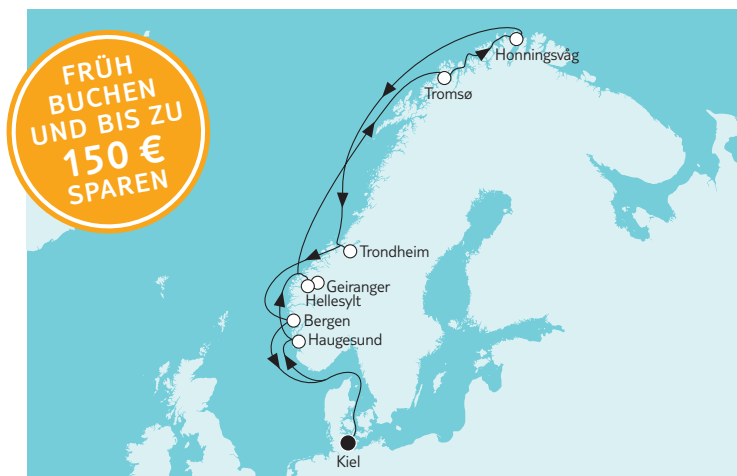 FRÜH
BUCHEN
UND BIS ZU
150 €
SPAREN
Honningsvåg
Tromsø
Trondheim
Geiranger
Hellesylt
Bergen
Haugesund
Kiel